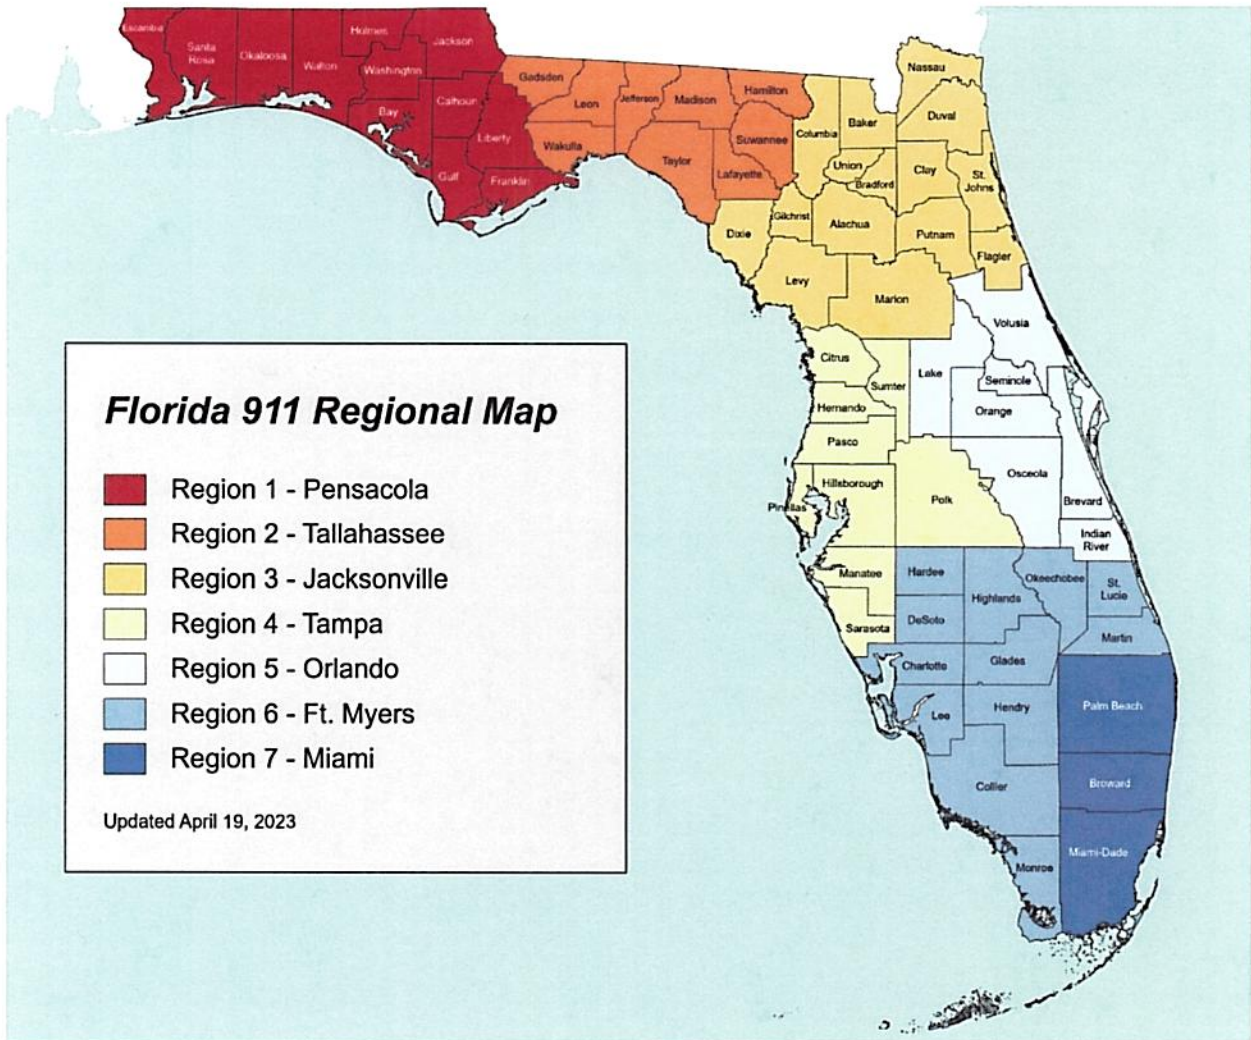 Escambia
Santa
Rosa
Okaloosa
Walton
Holmes
Washington
Jackson
Bay
Calhoun
Liberty
Gulf
Franklin
Gadsden
Leon
Wakulla
Jefferson
Madison
Taylor
Hamilton
Suwannee
Lafayette
Columbia
Baker
Nassau
Duval
Union
Bradford
Clay
St.
Johns
Dixie
Gilchrist
Alachua
Putnam
Flagler
Levy
Marion
Volusia
Citrus
Sumter
Lake
Seminole
Orange
Hernando
Pasco
Hillsborough
Pinellas
Polk
Osceola
Brevard
Indian
River
Manatee
Hardee
Highlands
Okeechobee
St.
Lucie
Sarasota
DeSoto
Martin
Charlotte
Glades
Lee
Hendry
Palm Beach
Collier
Broward
Monroe
Miami-Dade
Florida 911 Regional Map
Region 1 - Pensacola
Region 2 - Tallahassee
Region 3 - Jacksonville
Region 4 - Tampa
Region 5 - Orlando
Region 6 - Ft. Myers
Region 7 - Miami
Updated April 19, 2023